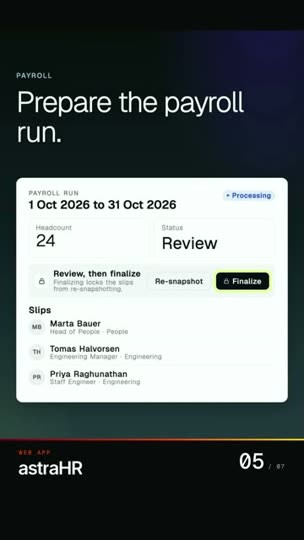 PAYROLL
Prepare the payroll
run.
PAYROLL RUN
1 Oct 2026 to 31 Oct 2026
Processing
Headcount
24
Status
Review
Review, then finalize
Finalizing locks the slips
from re-snapshotting.
Re-snapshot
Finalize
Slips
MB
Marta Bauer
Head of People · People
TH
Tomas Halvorsen
Engineering Manager · Engineering
PR
Priya Raghunathan
Staff Engineer · Engineering
WEB APP
astraHR
05 / 07